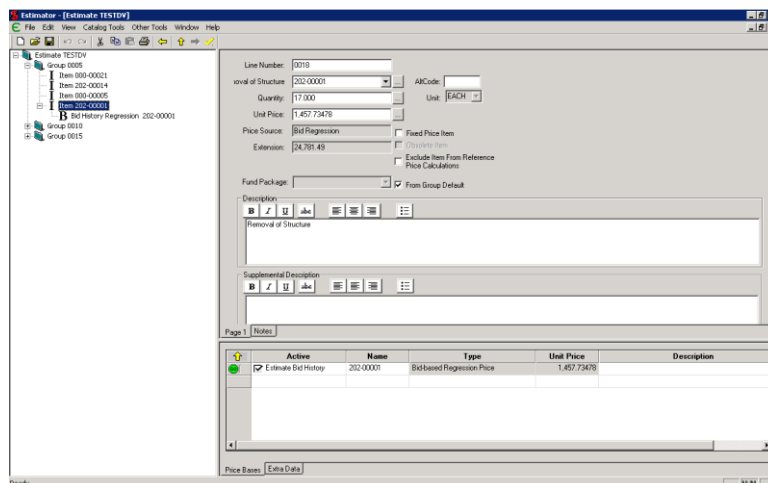 Estimator - [Estimate TESTDV]
File Edit View Catalog Tools Other Tools Window Help
Estimate TESTDV
Group 0005
Item 000-00021
Item 202-00014
Item 000-00005
Item 202-00001
B Bid History Regression 202-00001
Group 0010
Group 0015
Line Number: 0018
oval of Structure 202-00001 ... AltCode:
Quantity: 17.000 ... Unit: EACH
Unit Price: 1,457.73478 ...
Price Source: Bid Regression Fixed Price Item
Extension: 24,781.49 Obsolete Item
Exclude Item From Reference
Price Calculations
Fund Package: From Group Default
Description
B I U abc
Removal of Structure
Supplemental Description
B I U abc
Page 1 Notes
Active Name Type Unit Price Description
Estimate Bid History 202-00001 Bid-based Regression Price 1,457.73478
Price Bases Extra Data
Ready NUM